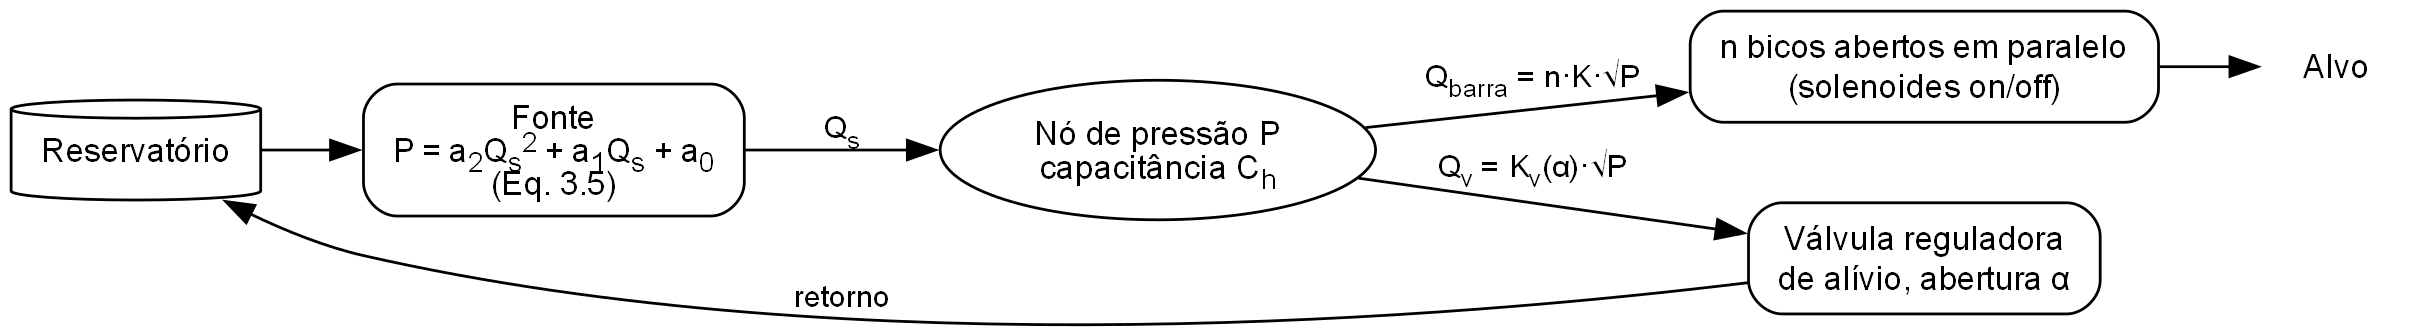 Reservatório
Fonte
P = a₂Qₛ² + a₁Qₛ + a₀
(Eq. 3.5)
Qₛ
Nó de pressão P
capacitância Cₕ
Q_barra = n·K·√P
n bicos abertos em paralelo
(solenoides on/off)
Alvo
Qᵥ = Kᵥ(α)·√P
Válvula reguladora
de alívio, abertura α
retorno